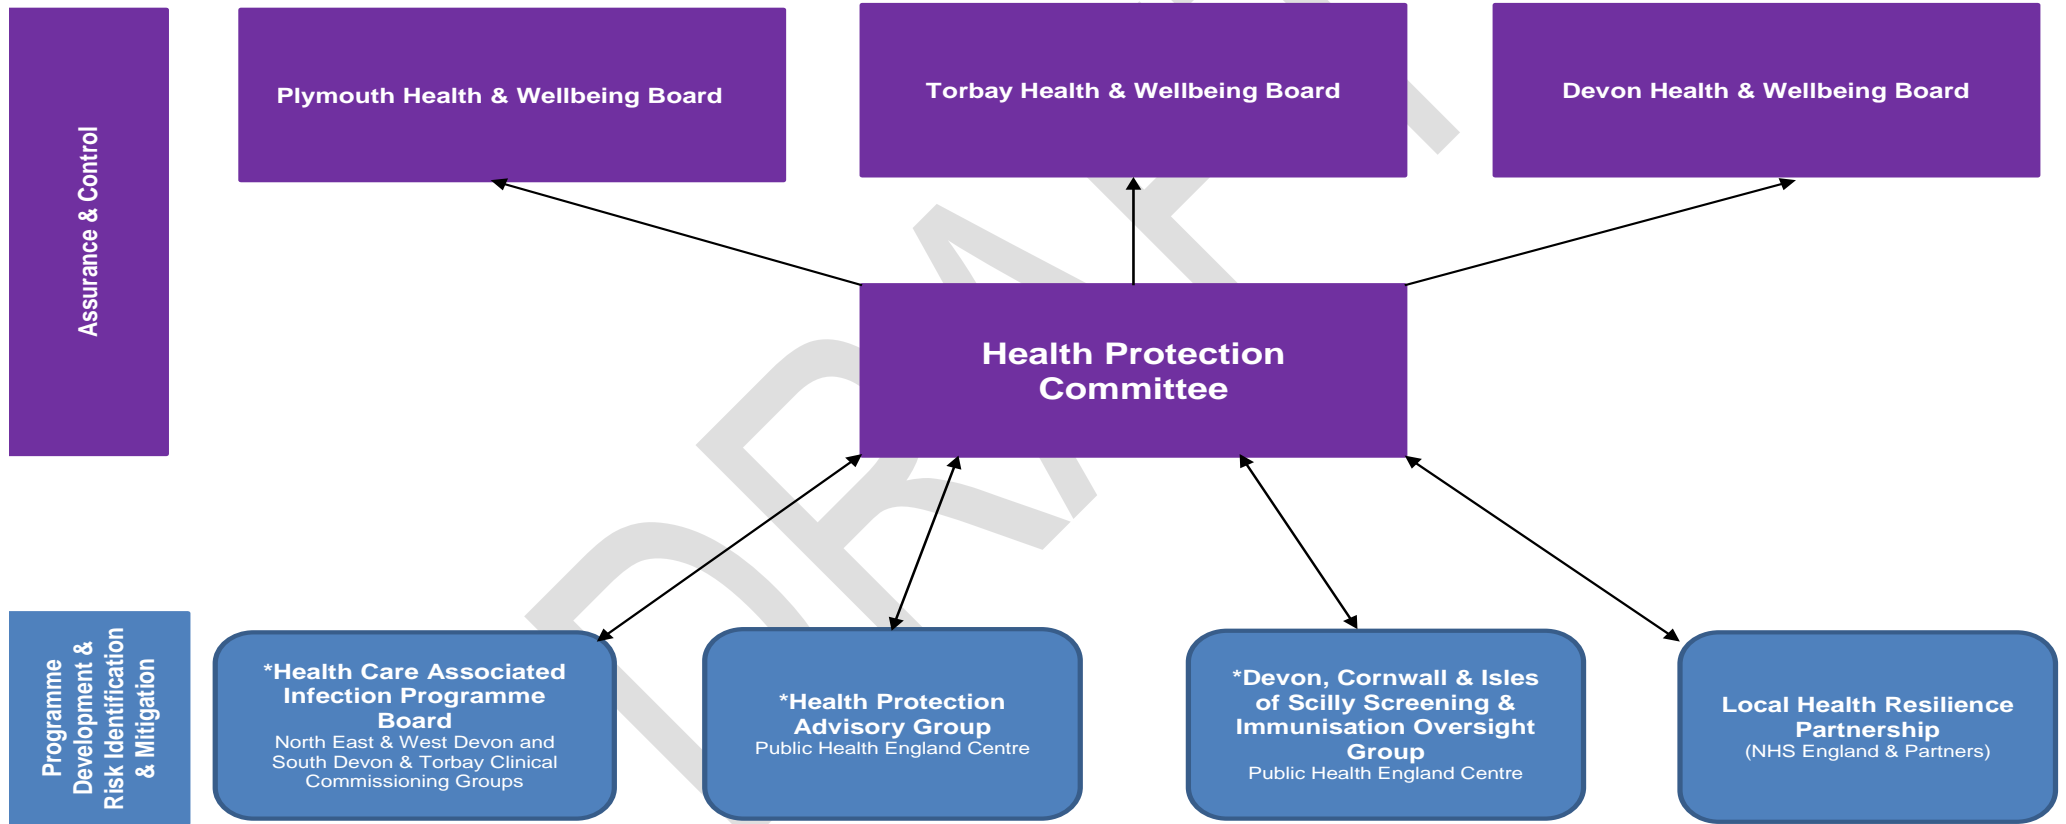 Assurance & Control
Plymouth Health & Wellbeing Board
Torbay Health & Wellbeing Board
Devon Health & Wellbeing Board
Health Protection
Committee
DRAFT
Programme
Development &
Risk Identification
& Mitigation
*Health Care Associated
Infection Programme
Board
North East & West Devon and
South Devon & Torbay Clinical
Commissioning Groups
*Health Protection
Advisory Group
Public Health England Centre
*Devon, Cornwall & Isles
of Scilly Screening &
Immunisation Oversight
Group
Public Health England Centre
Local Health Resilience
Partnership
(NHS England & Partners)